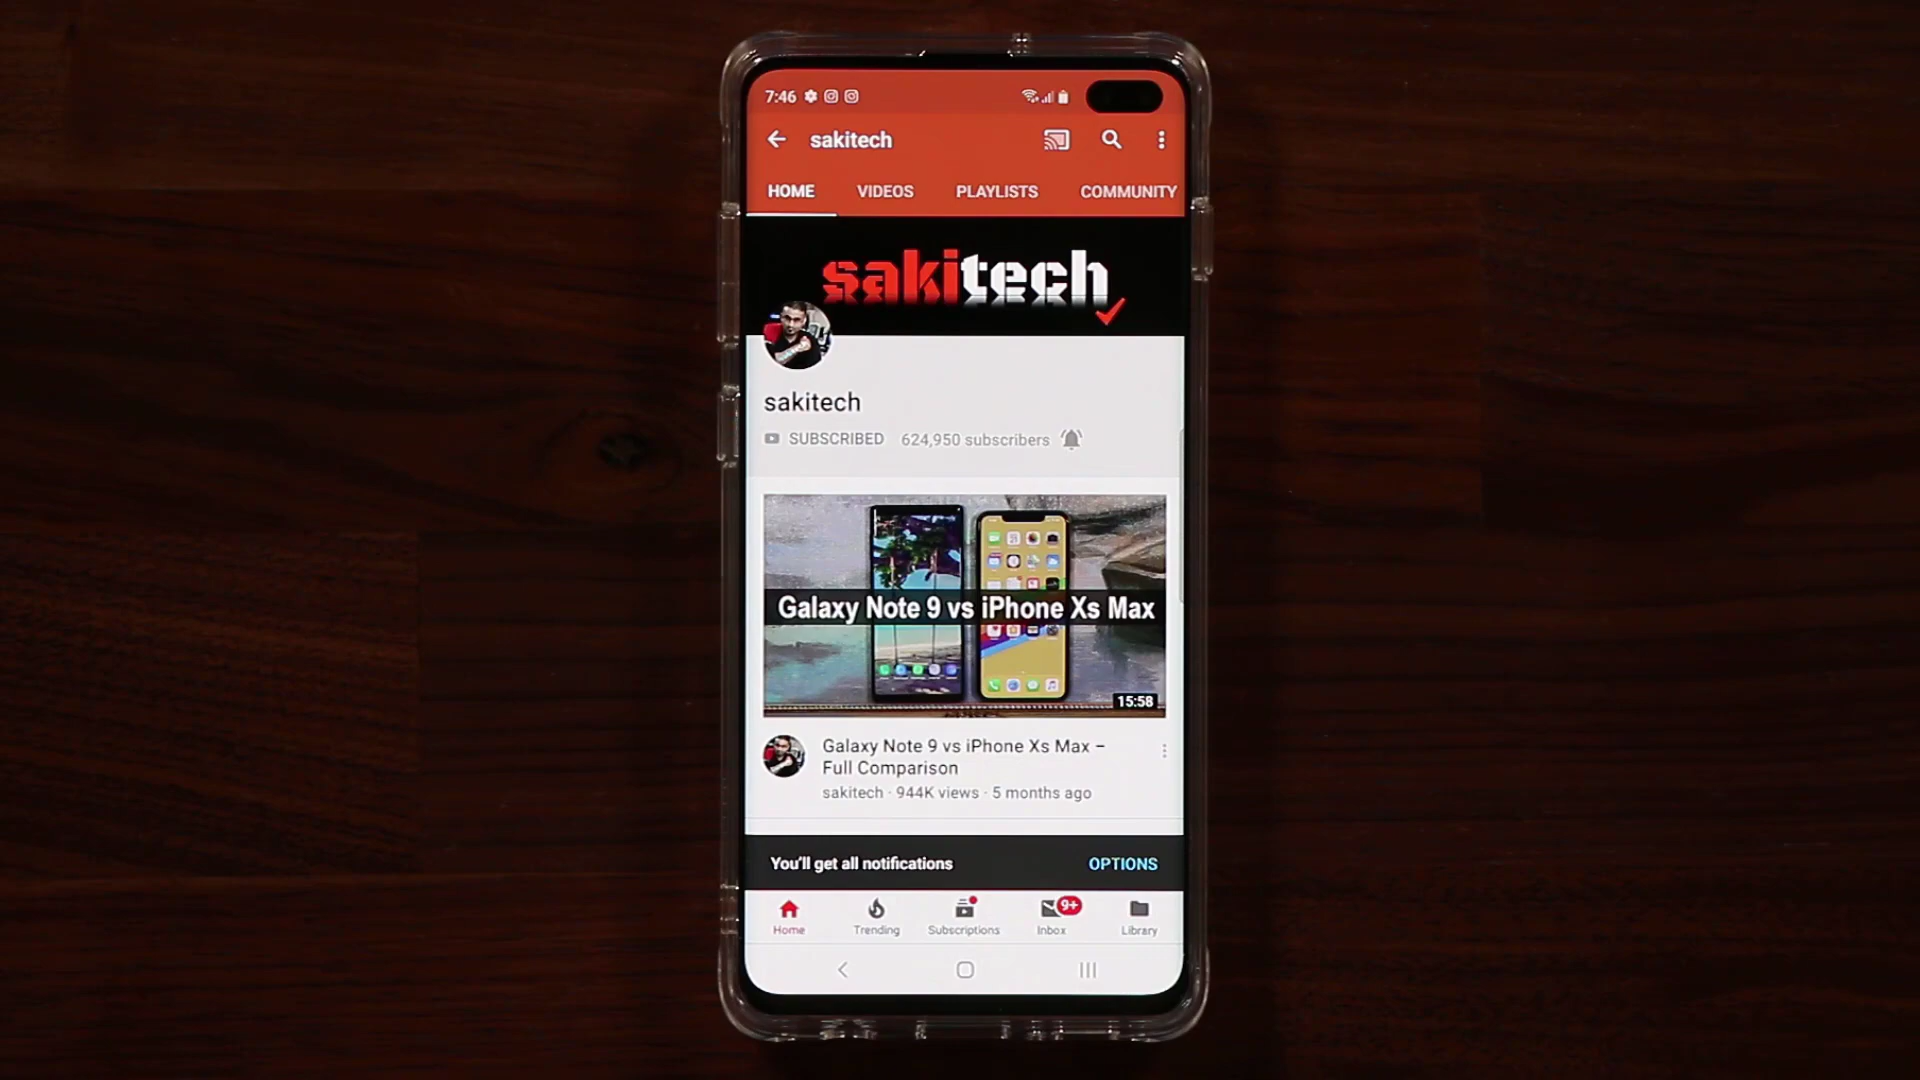 7:46
sakitech
HOME VIDEOS PLAYLISTS COMMUNITY
sakitech
sakitech
SUBSCRIBED 624,950 subscribers
Galaxy Note 9 vs iPhone Xs Max
15:58
Galaxy Note 9 vs iPhone Xs Max –
Full Comparison
sakitech · 944K views · 5 months ago
You'll get all notifications OPTIONS
9+
Home Trending Subscriptions Inbox Library